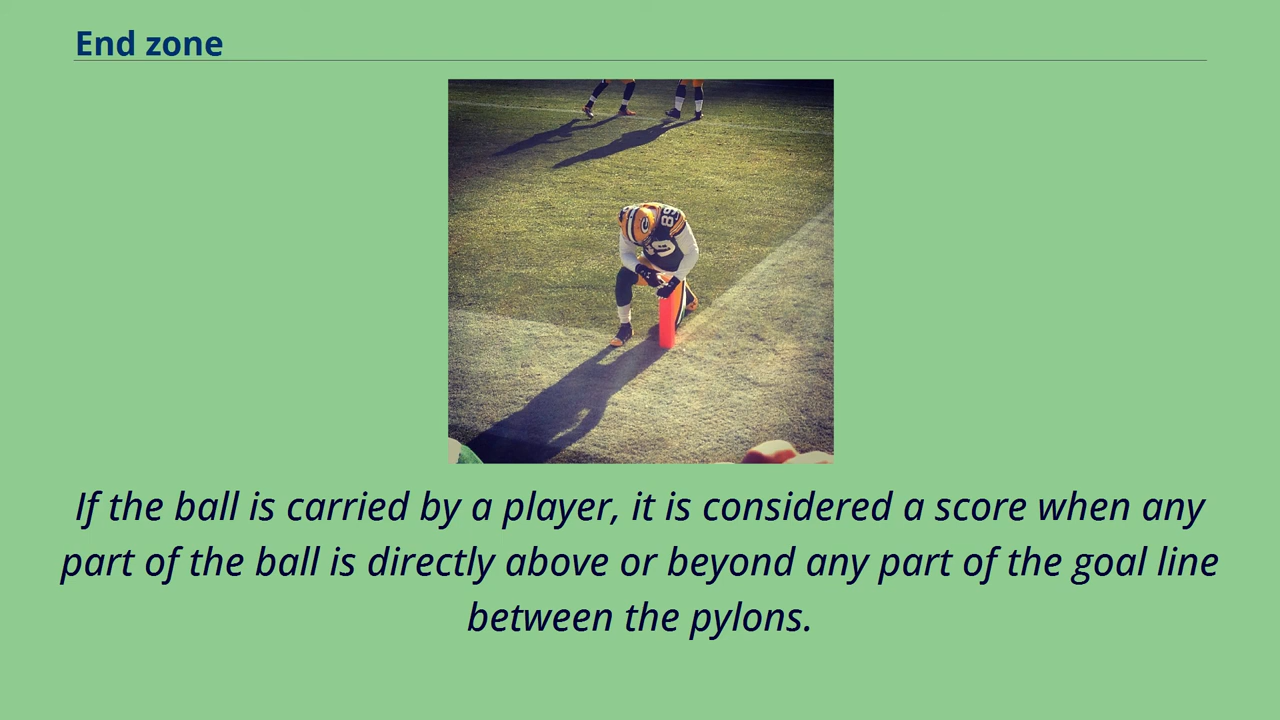 End zone
G
89
If the ball is carried by a player, it is considered a score when any
part of the ball is directly above or beyond any part of the goal line
between the pylons.